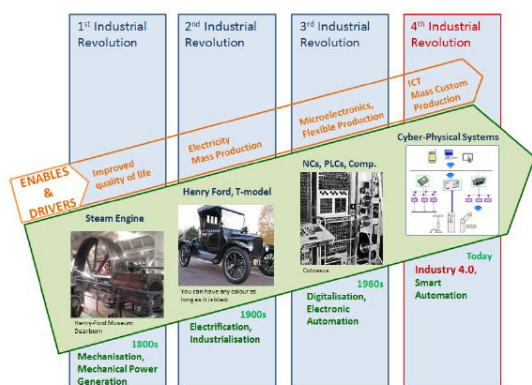 1st Industrial
Revolution
2nd Industrial
Revolution
3rd Industrial
Revolution
4th Industrial
Revolution
ENABLES
&
DRIVERS
Improved
quality of life
Electricity
Mass Production
Microelectronics,
Flexible Production
ICT
Mass Custom
Production
Steam Engine
Henry-Ford Museum
Dearborn
1800s
Mechanisation,
Mechanical Power
Generation
Henry Ford, T-model
You can have any colour as
long as it is black
1900s
Electrification,
Industrialisation
NCs, PLCs, Comp.
Colossus
1960s
Digitalisation,
Electronic
Automation
Cyber-Physical Systems
Today
Industry 4.0,
Smart
Automation